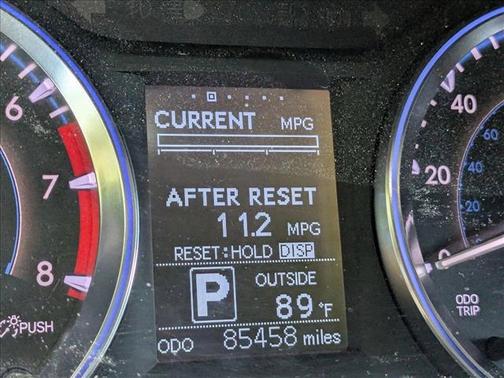 CURRENT MPG
AFTER RESET
11.2 MPG
RESET:HOLD DISP
P
OUTSIDE
89°F
ODO 85458 miles
6
7
8
PUSH
40
20
0
60
40
20
ODO
TRIP